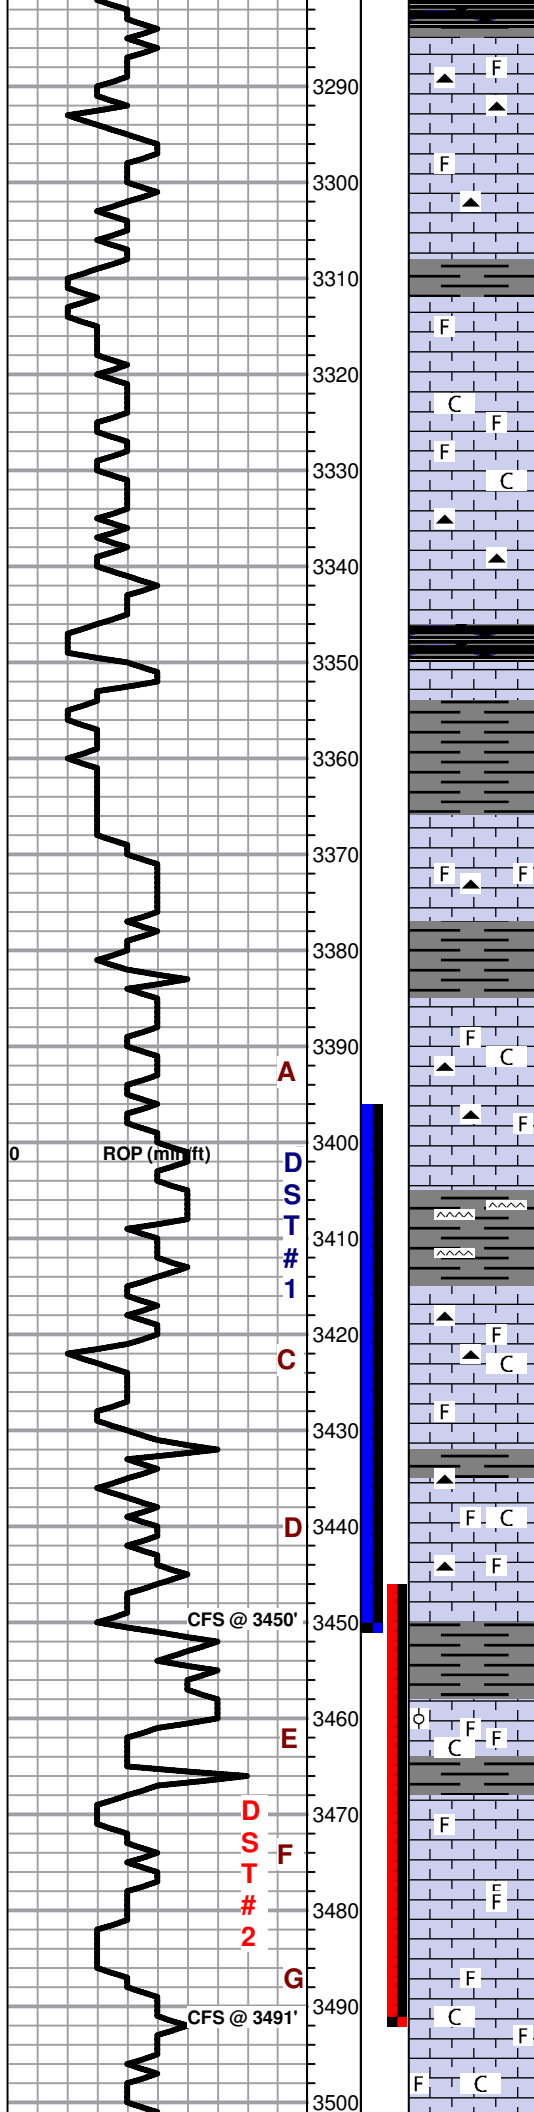 F
3290
F
3300
3310
F
3320
C
F
F
3330
C
3340
3350
3360
3370
F F
3380
F
3390
C
A
F
3400
0 ROP (min/ft)
D
S
T
#
1
3410
3420
F
C
C
F
3430
F C
D
3440
F
CFS @ 3450'
3450
3460
F
E
F
C
3470
D
F
S
F
T
F
#
F
3480
2
G
F
3490
CFS @ 3491'
C
F
F C
3500